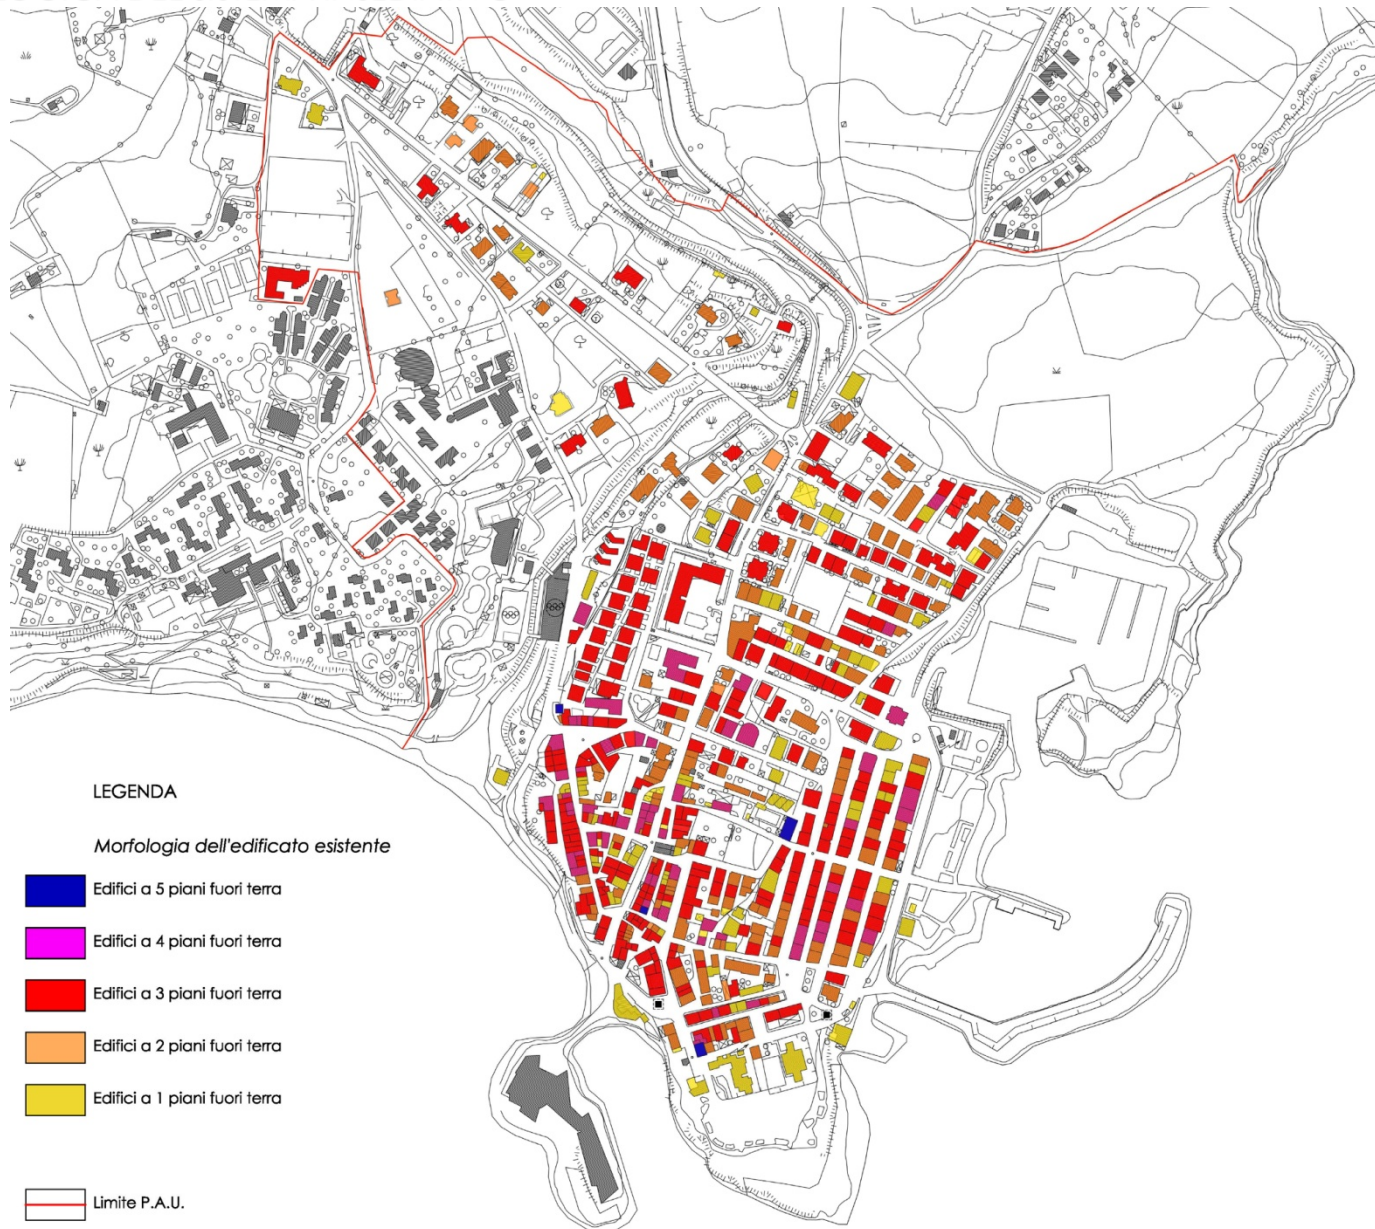 LEGENDA
Morfologia dell'edificato esistente
Edifici a 5 piani fuori terra
Edifici a 4 piani fuori terra
Edifici a 3 piani fuori terra
Edifici a 2 piani fuori terra
Edifici a 1 piani fuori terra
Limite P.A.U.